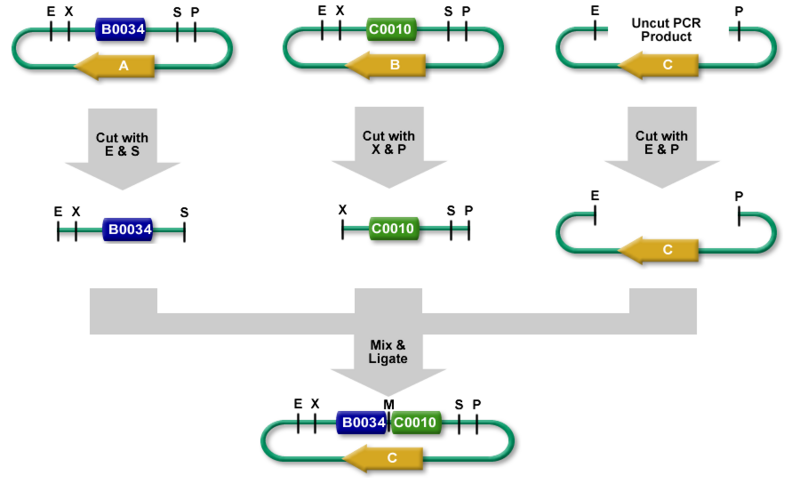 E X B0034 S P
A
E X C0010 S P
B
E Uncut PCR P
Product
C
Cut with
E & S
Cut with
X & P
Cut with
E & P
E X B0034 S
X C0010 S P
E P
C
Mix &
Ligate
E X B0034 M C0010 S P
C